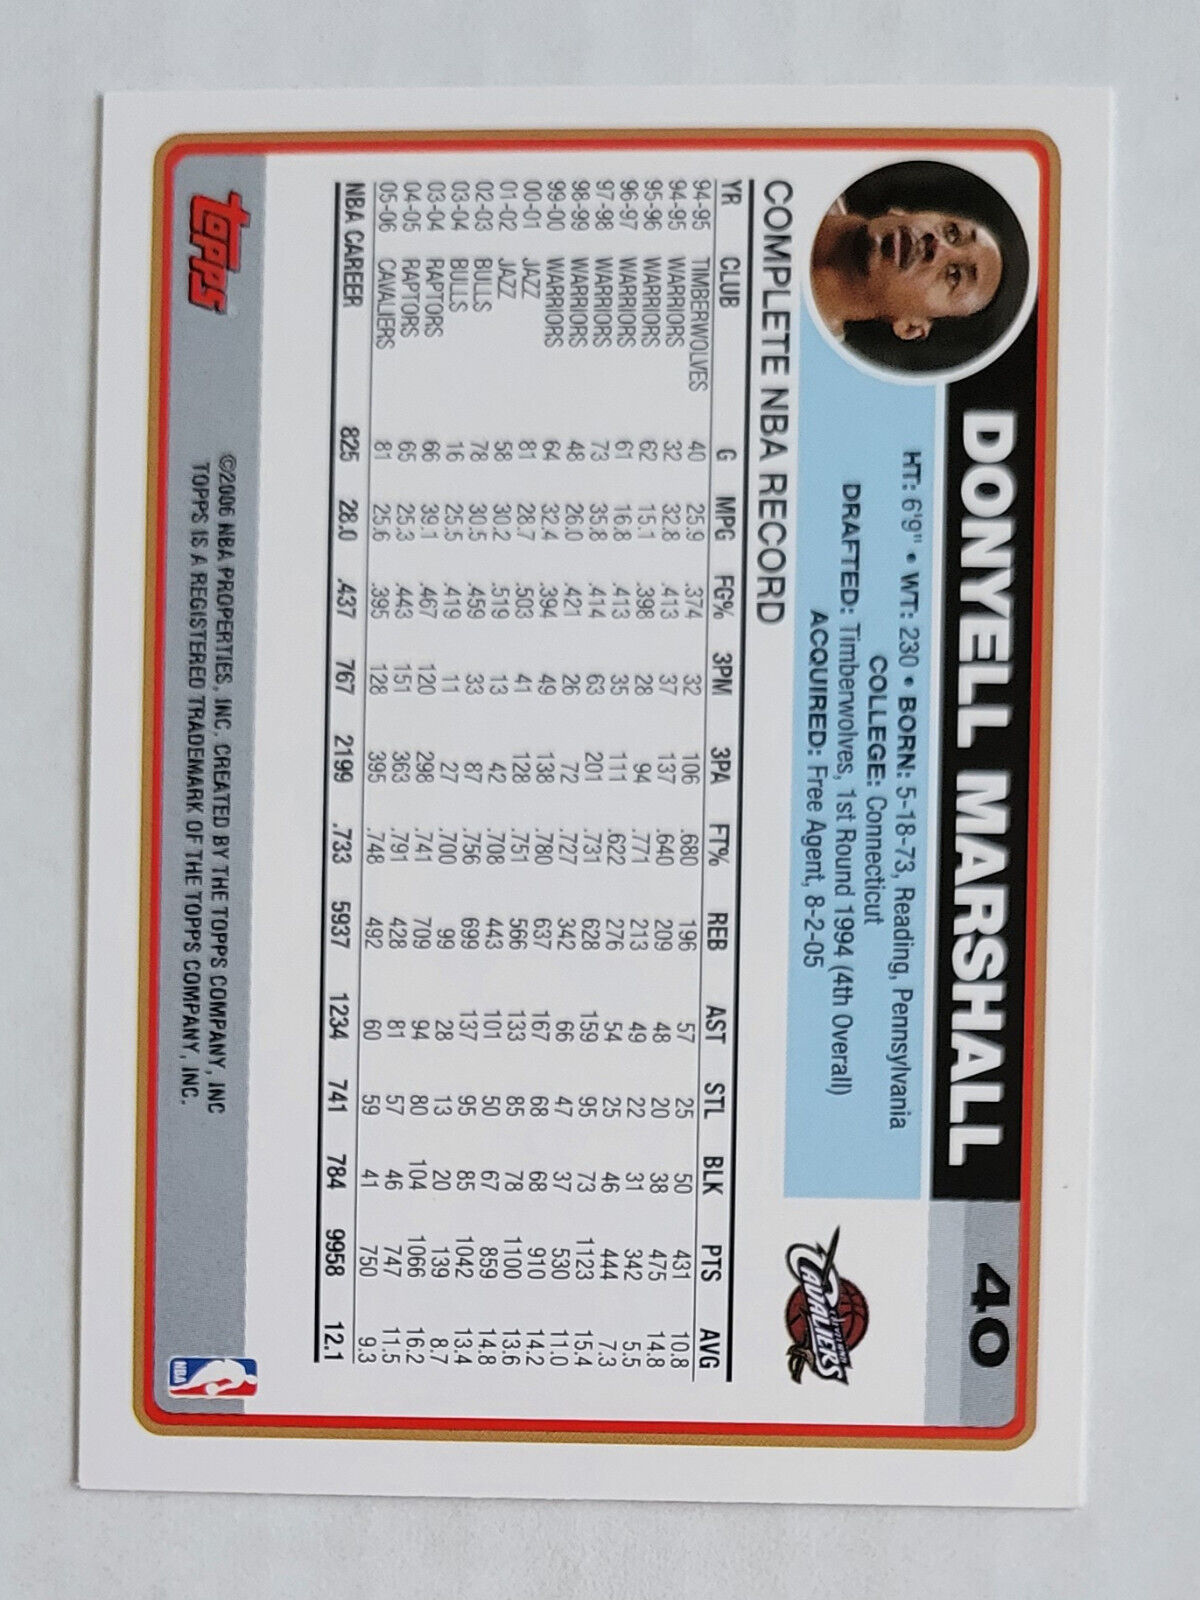 DONYELL MARSHALL
40
HT: 6'9" • WT: 230 • BORN: 5-18-73, Reading, Pennsylvania
COLLEGE: Connecticut
DRAFTED: Timberwolves, 1st Round 1994 (4th Overall)
ACQUIRED: Free Agent, 8-2-05
CLEVELAND
CAVALIERS
COMPLETE NBA RECORD
YR CLUB G MPG FG% 3PM 3PA FT% REB AST STL BLK PTS AVG
94-95 TIMBERWOLVES 40 25.9 .374 32 106 .680 196 57 25 50 431 10.8
94-95 WARRIORS 32 32.8 .413 37 137 .640 209 48 20 38 475 14.8
95-96 WARRIORS 62 15.1 .398 28 94 .771 213 49 22 31 342 5.5
96-97 WARRIORS 61 16.8 .413 35 111 .622 276 54 25 46 444 7.3
97-98 WARRIORS 73 35.8 .414 63 201 .731 628 159 95 73 1123 15.4
98-99 WARRIORS 48 26.0 .421 26 72 .727 342 66 47 37 530 11.0
99-00 WARRIORS 64 32.4 .394 49 138 .780 637 167 68 68 910 14.2
00-01 JAZZ 81 28.7 .503 41 128 .751 566 133 85 78 1100 13.6
01-02 JAZZ 58 30.2 .519 13 42 .708 443 101 50 67 859 14.8
02-03 BULLS 78 30.5 .459 33 87 .756 699 137 95 85 1042 13.4
03-04 BULLS 16 25.5 .419 11 27 .700 99 28 13 20 139 8.7
03-04 RAPTORS 66 39.1 .467 120 298 .741 709 94 80 104 1066 16.2
04-05 RAPTORS 65 25.3 .443 151 363 .791 428 81 57 46 747 11.5
05-06 CAVALIERS 81 25.6 .395 128 395 .748 492 60 59 41 750 9.3
NBA CAREER 825 28.0 .437 767 2199 .733 5937 1234 741 784 9958 12.1
topps
©2006 NBA PROPERTIES, INC. CREATED BY THE TOPPS COMPANY, INC
TOPPS IS A REGISTERED TRADEMARK OF THE TOPPS COMPANY, INC.
NBA